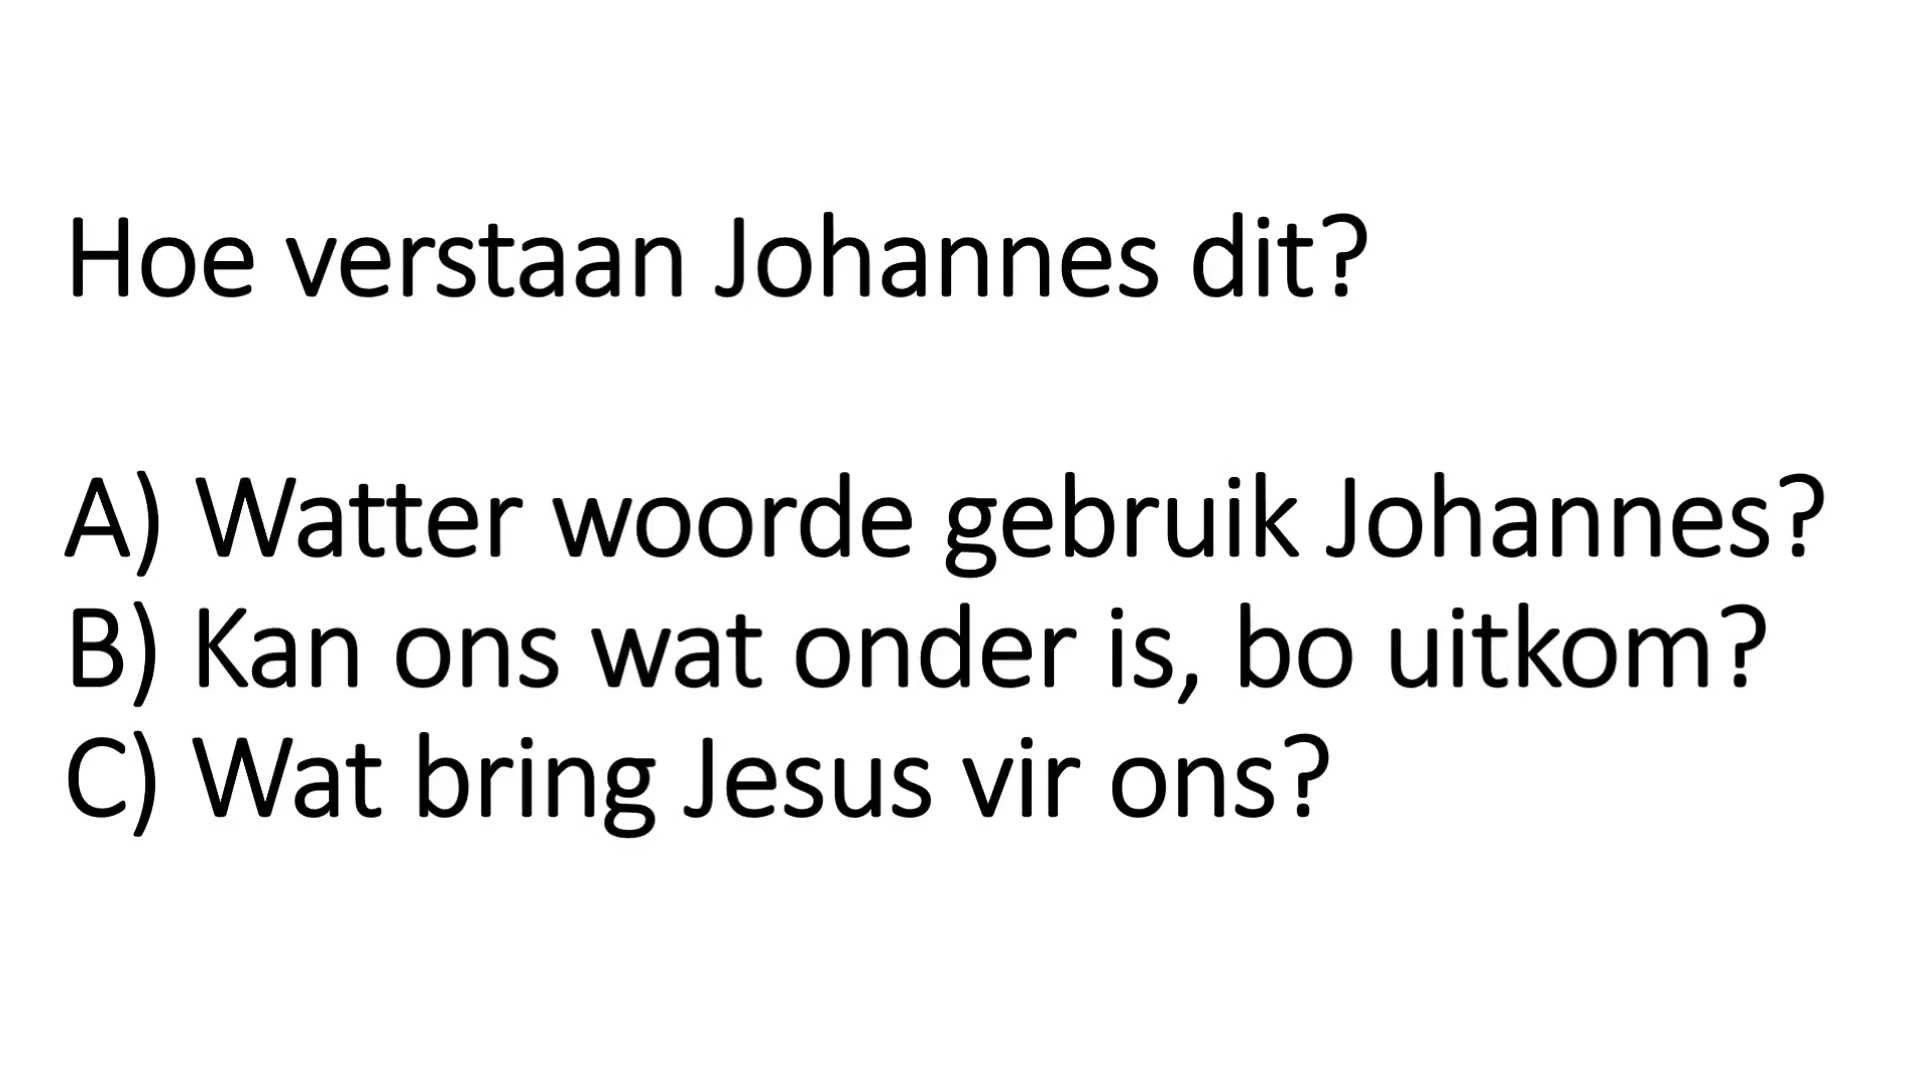 Hoe verstaan Johannes dit?
A) Watter woorde gebruik Johannes?
B) Kan ons wat onder is, bo uitkom?
C) Wat bring Jesus vir ons?